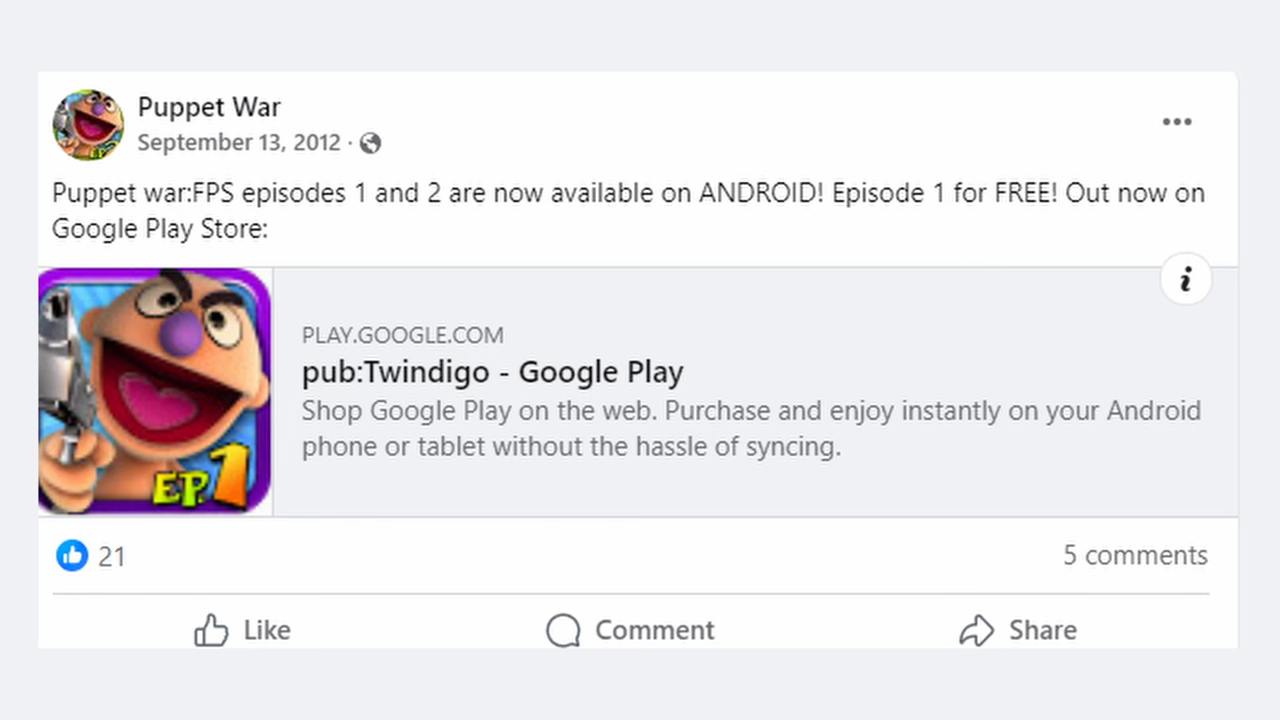 Puppet War
September 13, 2012 ·
Puppet war:FPS episodes 1 and 2 are now available on ANDROID! Episode 1 for FREE! Out now on
Google Play Store:
i
EP.1
PLAY.GOOGLE.COM
pub:Twindigo - Google Play
Shop Google Play on the web. Purchase and enjoy instantly on your Android
phone or tablet without the hassle of syncing.
21
5 comments
Like
Comment
Share